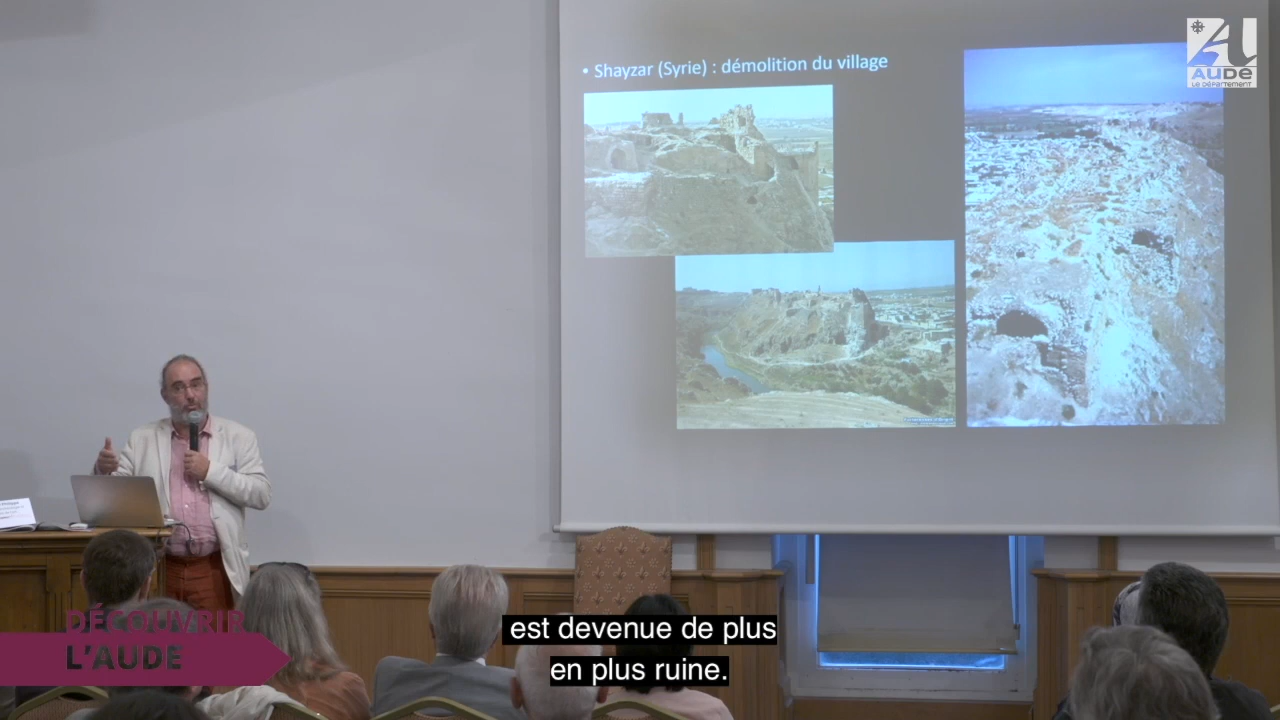 • Shayzar (Syrie) : démolition du village
AUDE
LE DÉPARTEMENT
DÉCOUVRIR
L'AUDE
est devenue de plus
en plus ruine.